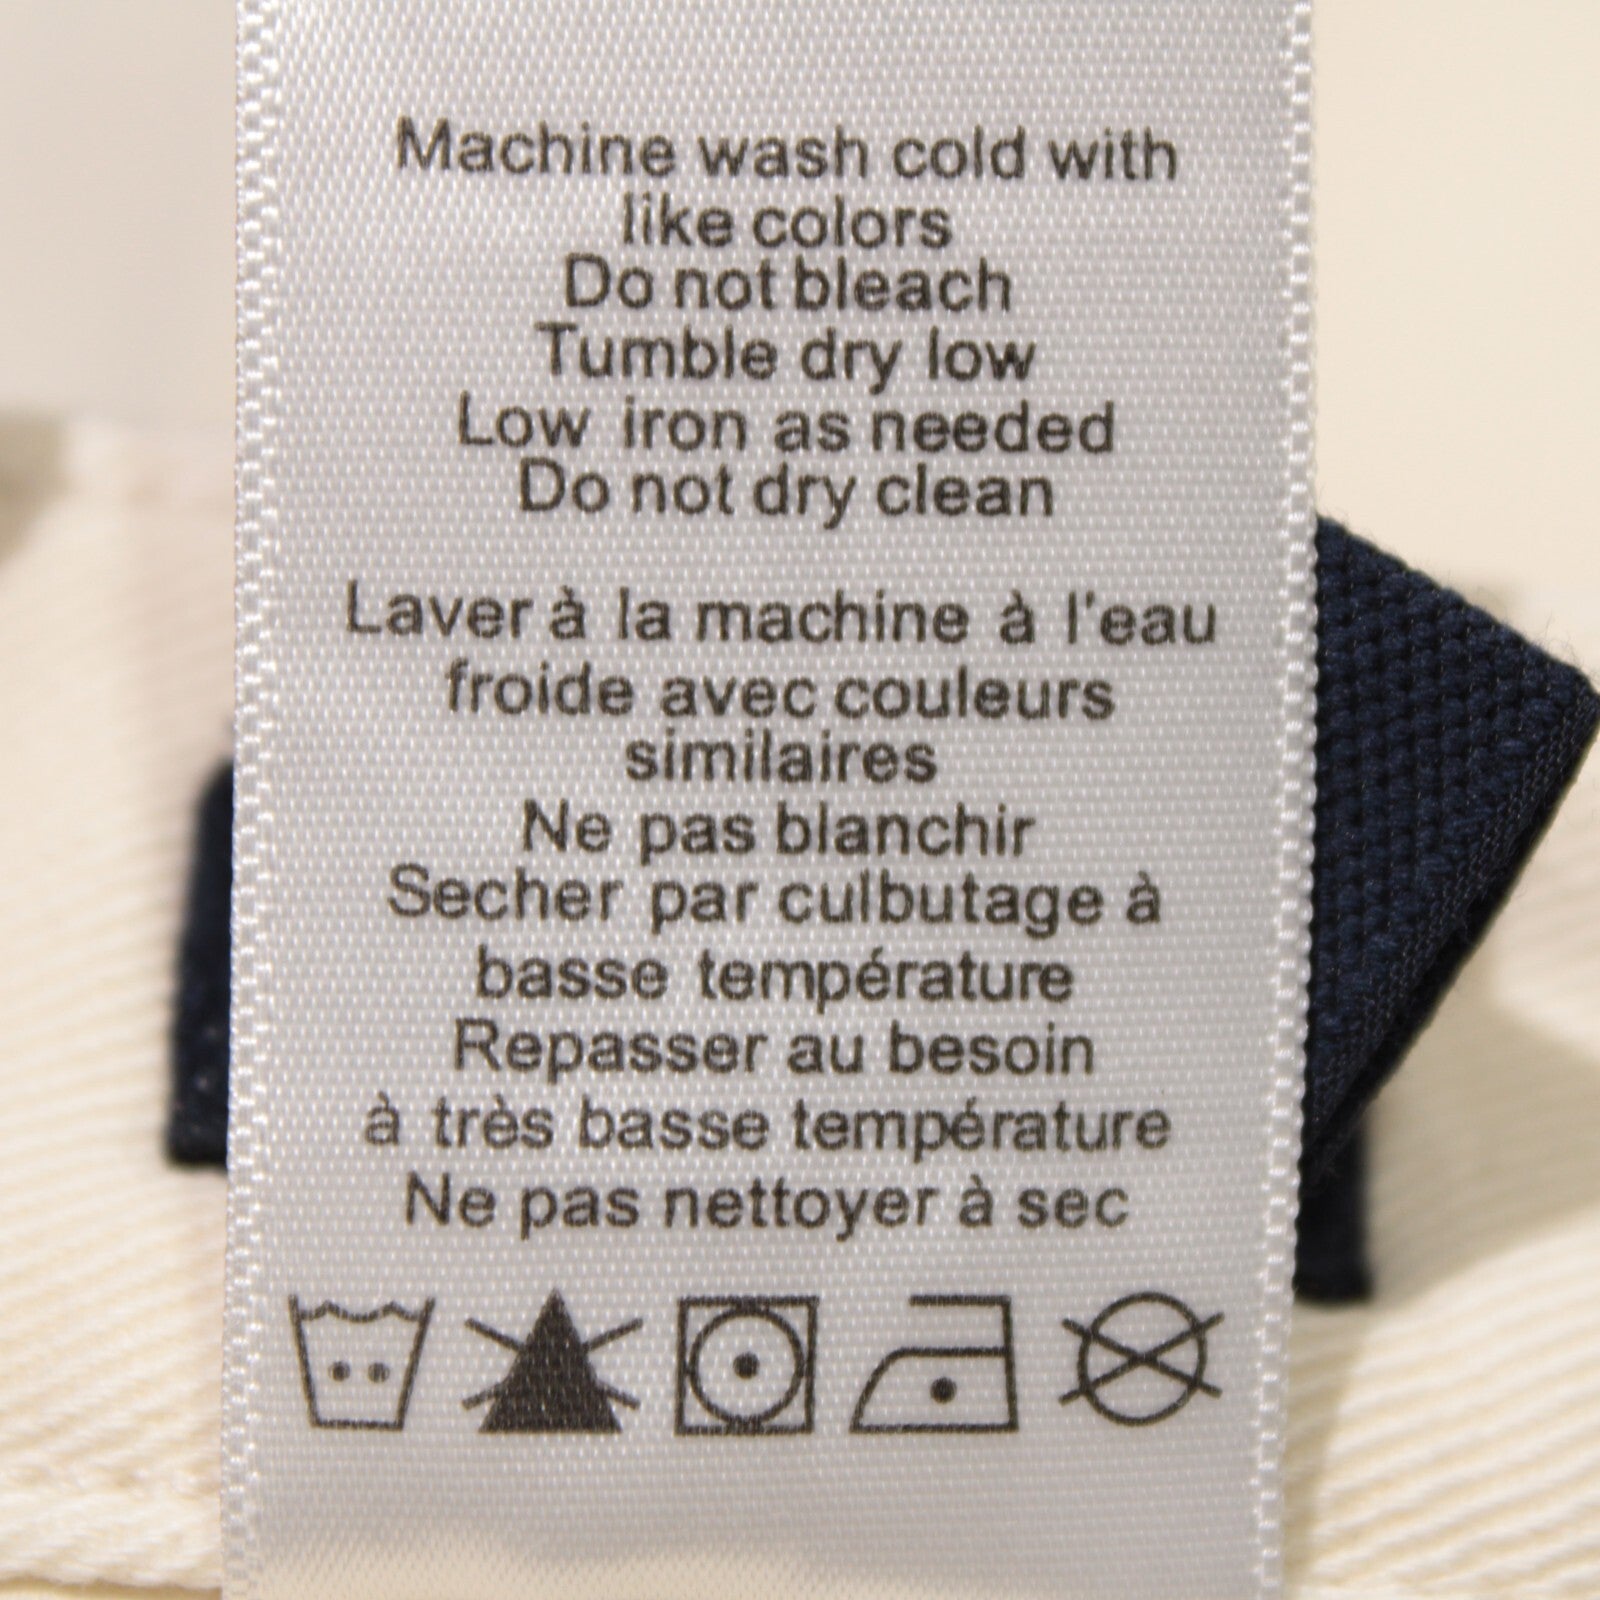 Machine wash cold with
like colors
Do not bleach
Tumble dry low
Low iron as needed
Do not dry clean
Laver à la machine à l'eau
froide avec couleurs
similaires
Ne pas blanchir
Secher par culbutage à
basse température
Repasser au besoin
à très basse température
Ne pas nettoyer à sec